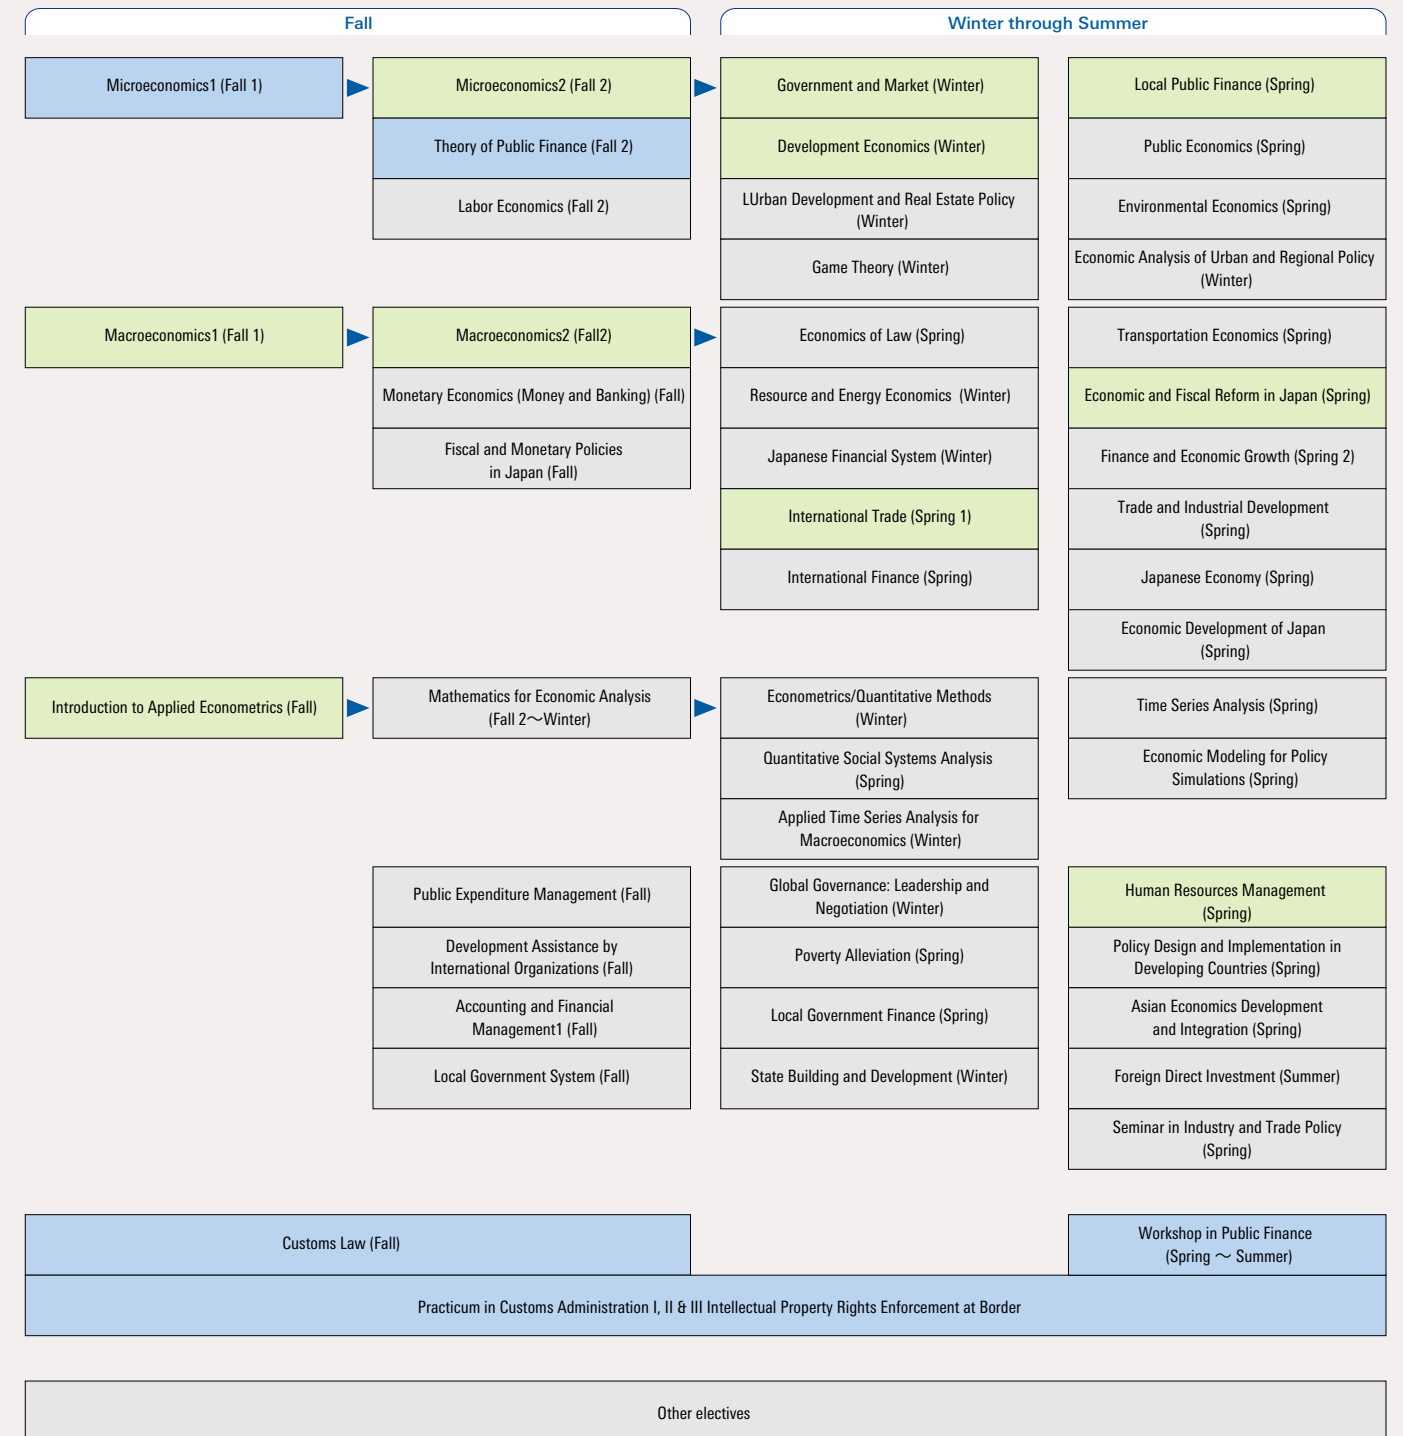 Fall
Winter through Summer
Microeconomics1 (Fall 1)
Microeconomics2 (Fall 2)
Theory of Public Finance (Fall 2)
Labor Economics (Fall 2)
Government and Market (Winter)
Development Economics (Winter)
LUrban Development and Real Estate Policy
(Winter)
Game Theory (Winter)
Local Public Finance (Spring)
Public Economics (Spring)
Environmental Economics (Spring)
Economic Analysis of Urban and Regional Policy
(Winter)
Macroeconomics1 (Fall 1)
Macroeconomics2 (Fall2)
Monetary Economics (Money and Banking) (Fall)
Fiscal and Monetary Policies
in Japan (Fall)
Economics of Law (Spring)
Resource and Energy Economics (Winter)
Japanese Financial System (Winter)
International Trade (Spring 1)
International Finance (Spring)
Transportation Economics (Spring)
Economic and Fiscal Reform in Japan (Spring)
Finance and Economic Growth (Spring 2)
Trade and Industrial Development
(Spring)
Japanese Economy (Spring)
Economic Development of Japan
(Spring)
Introduction to Applied Econometrics (Fall)
Mathematics for Economic Analysis
(Fall 2〜Winter)
Econometrics/Quantitative Methods
(Winter)
Quantitative Social Systems Analysis
(Spring)
Applied Time Series Analysis for
Macroeconomics (Winter)
Time Series Analysis (Spring)
Economic Modeling for Policy
Simulations (Spring)
Public Expenditure Management (Fall)
Development Assistance by
International Organizations (Fall)
Accounting and Financial
Management1 (Fall)
Local Government System (Fall)
Global Governance: Leadership and
Negotiation (Winter)
Poverty Alleviation (Spring)
Local Government Finance (Spring)
State Building and Development (Winter)
Human Resources Management
(Spring)
Policy Design and Implementation in
Developing Countries (Spring)
Asian Economics Development
and Integration (Spring)
Foreign Direct Investment (Summer)
Seminar in Industry and Trade Policy
(Spring)
Customs Law (Fall)
Workshop in Public Finance
(Spring 〜 Summer)
Practicum in Customs Administration I, II & III Intellectual Property Rights Enforcement at Border
Other electives